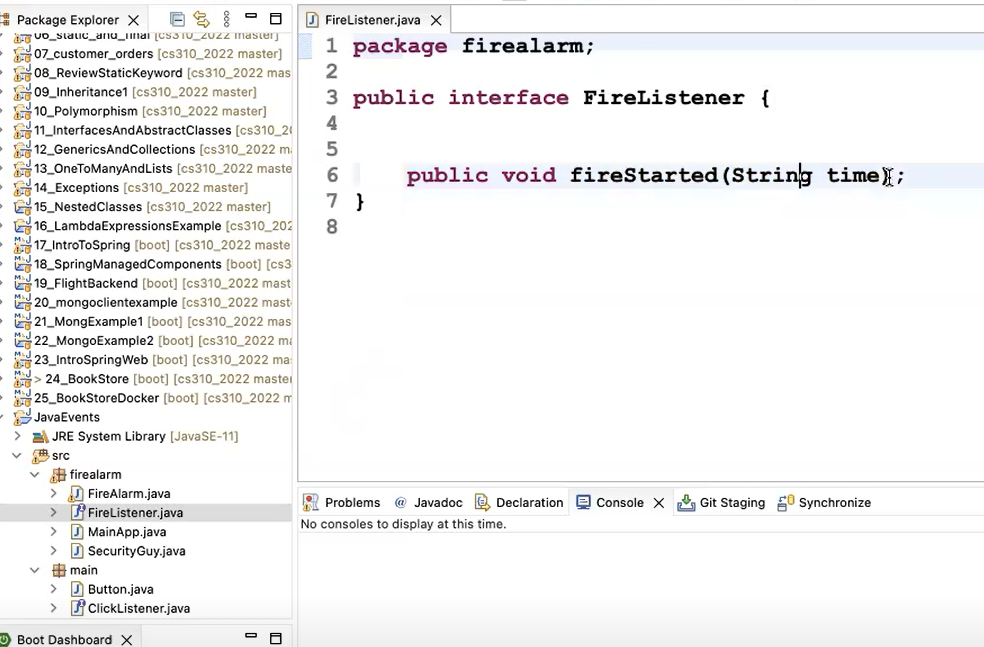 Package Explorer
06_static_and_final [cs310_2022 master]
07_customer_orders [cs310_2022 master]
08_ReviewStaticKeyword [cs310_2022 mas
09_Inheritance1 [cs310_2022 master]
10_Polymorphism [cs310_2022 master]
11_InterfacesAndAbstractClasses [cs310_20
12_GenericsAndCollections [cs310_2022 ma
13_OneToManyAndLists [cs310_2022 maste
14_Exceptions [cs310_2022 master]
15_NestedClasses [cs310_2022 master]
16_LambdaExpressionsExample [cs310_202
17_IntroToSpring [boot] [cs310_2022 maste
18_SpringManagedComponents [boot] [cs3
19_FlightBackend [boot] [cs310_2022 mast
20_mongoclientexample [cs310_2022 mast
21_MongExample1 [boot] [cs310_2022 mas
22_MongoExample2 [boot] [cs310_2022 ma
23_IntroSpringWeb [boot] [cs310_2022 ma
> 24_BookStore [boot] [cs310_2022 maste
25_BookStoreDocker [boot] [cs310_2022 m
JavaEvents
JRE System Library [JavaSE-11]
src
firealarm
FireAlarm.java
FireListener.java
MainApp.java
SecurityGuy.java
main
Button.java
ClickListener.java
Boot Dashboard
FireListener.java
1 package firealarm;
2
3 public interface FireListener {
4
5
6 public void fireStarted(String time);
7 }
8
Problems @ Javadoc Declaration Console Git Staging Synchronize
No consoles to display at this time.